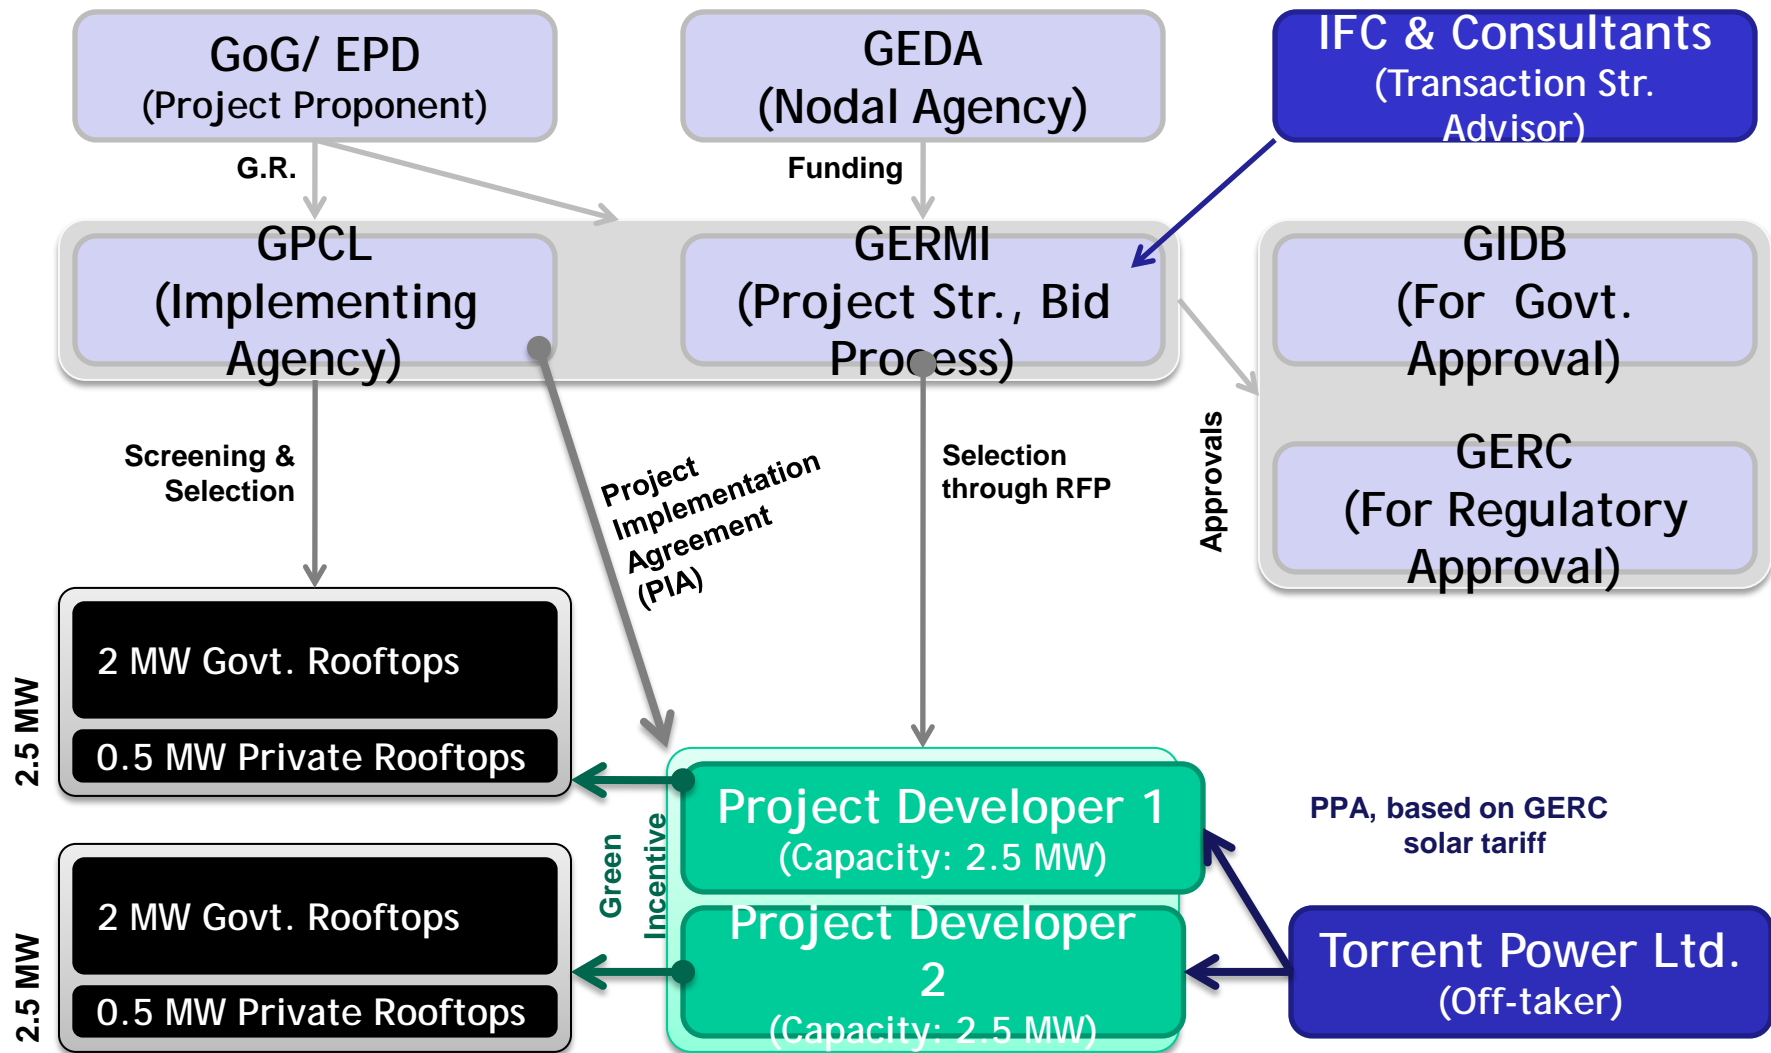 GoG/ EPD
(Project Proponent)
GEDA
(Nodal Agency)
IFC & Consultants
(Transaction Str.
Advisor)
G.R.
Funding
GPCL
(Implementing
Agency)
GERMI
(Project Str., Bid
Process)
GIDB
(For Govt.
Approval)
GERC
(For Regulatory
Approval)
Approvals
Screening &
Selection
Project
Implementation
Agreement
(PIA)
Selection
through RFP
2.5 MW
2 MW Govt. Rooftops
0.5 MW Private Rooftops
Green
Incentive
Project Developer 1
(Capacity: 2.5 MW)
PPA, based on GERC
solar tariff
2.5 MW
2 MW Govt. Rooftops
0.5 MW Private Rooftops
Project Developer
2
(Capacity: 2.5 MW)
Torrent Power Ltd.
(Off-taker)